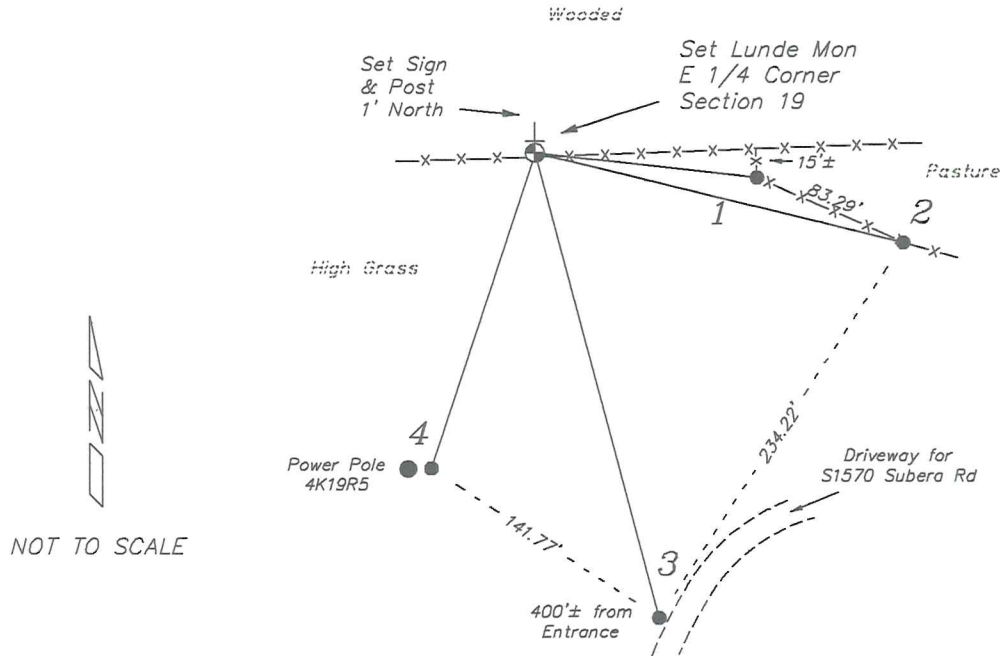 Wooded
Set Sign
& Post
1' North
Set Lunde Mon
E 1/4 Corner
Section 19
15'±
Pasture
83.29'
1
2
High Grass
N
234.22'
4
Power Pole
4K19R5
Driveway for
S1570 Subera Rd
141.77'
NOT TO SCALE
3
400'± from
Entrance